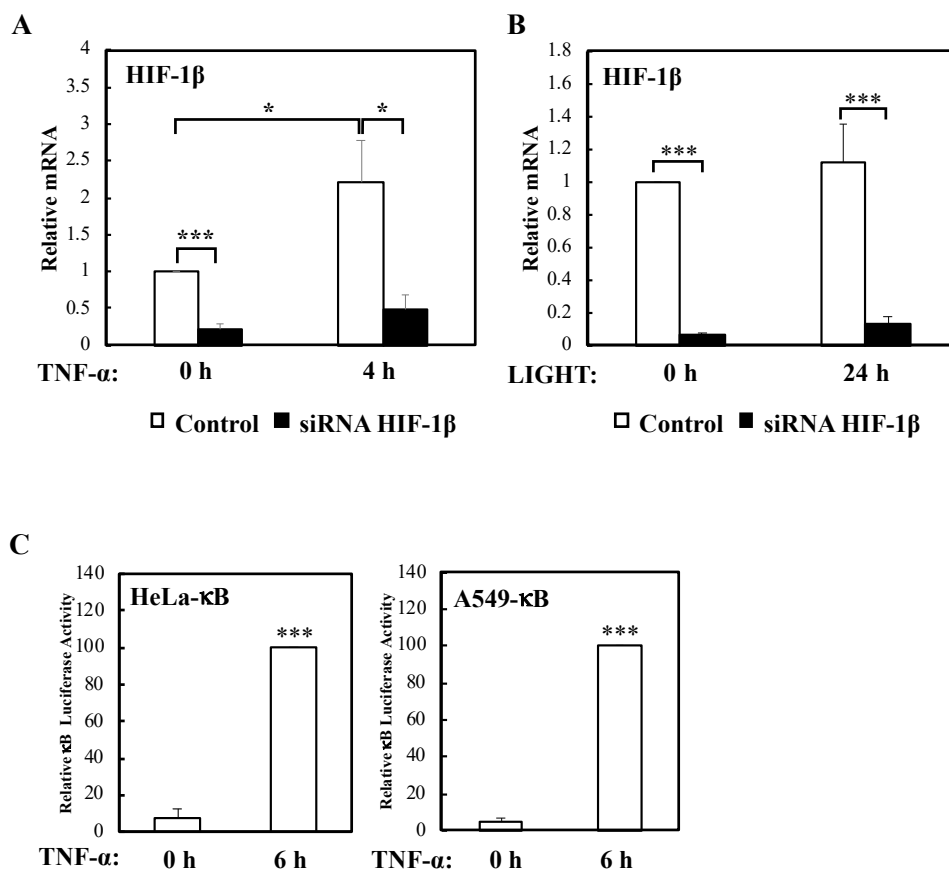 A
HIF-1β
Relative mRNA
4
3.5
3
2.5
2
1.5
1
0.5
0
*
*
***
TNF-α: 0 h 4 h
Control siRNA HIF-1β
B
HIF-1β
Relative mRNA
1.8
1.6
1.4
1.2
1
0.8
0.6
0.4
0.2
0
***
***
LIGHT: 0 h 24 h
Control siRNA HIF-1β
C
HeLa-κB
Relative κB Luciferase Activity
140
120
100
80
60
40
20
0
***
TNF-α: 0 h 6 h
A549-κB
Relative κB Luciferase Activity
140
120
100
80
60
40
20
0
***
TNF-α: 0 h 6 h